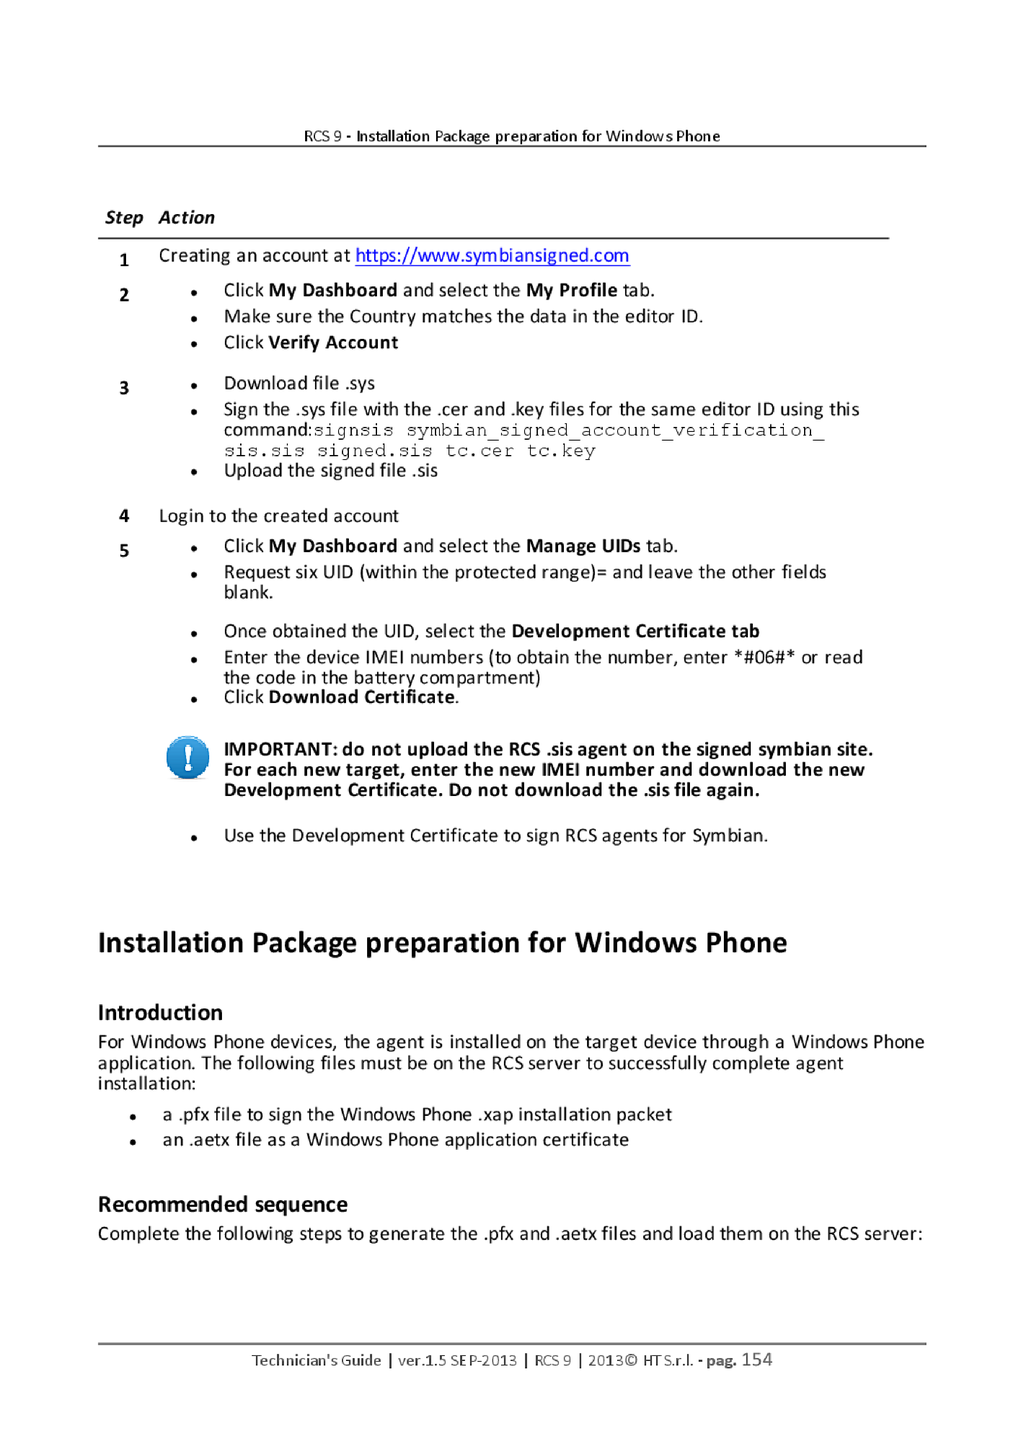 RCS 9 - Installation Package preparation for Windows Phone
Step Action
1 Creating an account at https://www.symbiansigned.com
2 • Click My Dashboard and select the My Profile tab.
• Make sure the Country matches the data in the editor ID.
• Click Verify Account
3 • Download file .sys
• Sign the .sys file with the .cer and .key files for the same editor ID using this
command:signsis symbian_signed_account_verification_
sis.sis signed.sis tc.cer tc.key
• Upload the signed file .sis
4 Login to the created account
5 • Click My Dashboard and select the Manage UIDs tab.
• Request six UID (within the protected range)= and leave the other fields
blank.
• Once obtained the UID, select the Development Certificate tab
• Enter the device IMEI numbers (to obtain the number, enter *#06#* or read
the code in the battery compartment)
• Click Download Certificate.
IMPORTANT: do not upload the RCS .sis agent on the signed symbian site.
For each new target, enter the new IMEI number and download the new
Development Certificate. Do not download the .sis file again.
• Use the Development Certificate to sign RCS agents for Symbian.
Installation Package preparation for Windows Phone
Introduction
For Windows Phone devices, the agent is installed on the target device through a Windows Phone
application. The following files must be on the RCS server to successfully complete agent
installation:
• a .pfx file to sign the Windows Phone .xap installation packet
• an .aetx file as a Windows Phone application certificate
Recommended sequence
Complete the following steps to generate the .pfx and .aetx files and load them on the RCS server:
Technician's Guide | ver.1.5 SEP-2013 | RCS 9 | 2013© HT S.r.l. - pag. 154